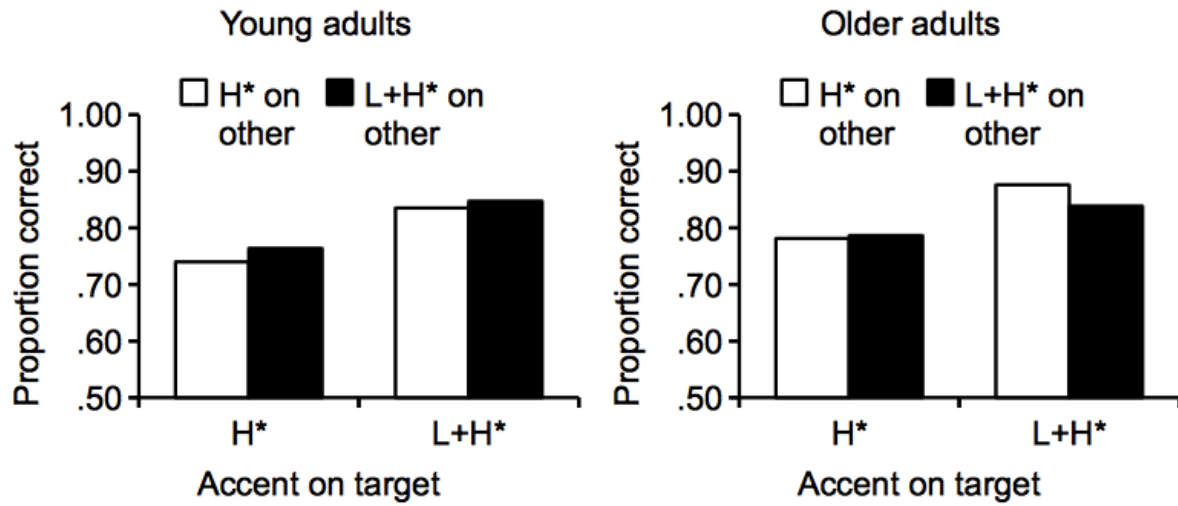 Young adults
H* on other
L+H* on other
1.00
.90
.80
.70
.60
.50
Proportion correct
H*
L+H*
Accent on target
Older adults
H* on other
L+H* on other
1.00
.90
.80
.70
.60
.50
Proportion correct
H*
L+H*
Accent on target